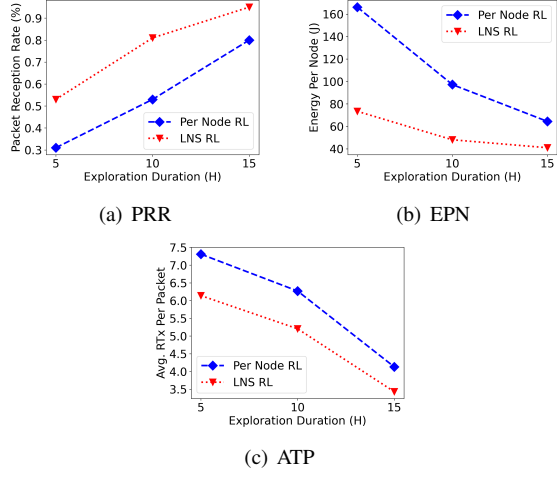 Packet Reception Rate (%)
0.9
0.8
0.7
0.6
0.5
0.4
0.3
5
10
15
Exploration Duration (H)
Per Node RL
LNS RL
(a) PRR
Energy Per Node (J)
160
140
120
100
80
60
40
5
10
15
Exploration Duration (H)
Per Node RL
LNS RL
(b) EPN
Avg. RTx Per Packet
7.5
7.0
6.5
6.0
5.5
5.0
4.5
4.0
3.5
5
10
15
Exploration Duration (H)
Per Node RL
LNS RL
(c) ATP